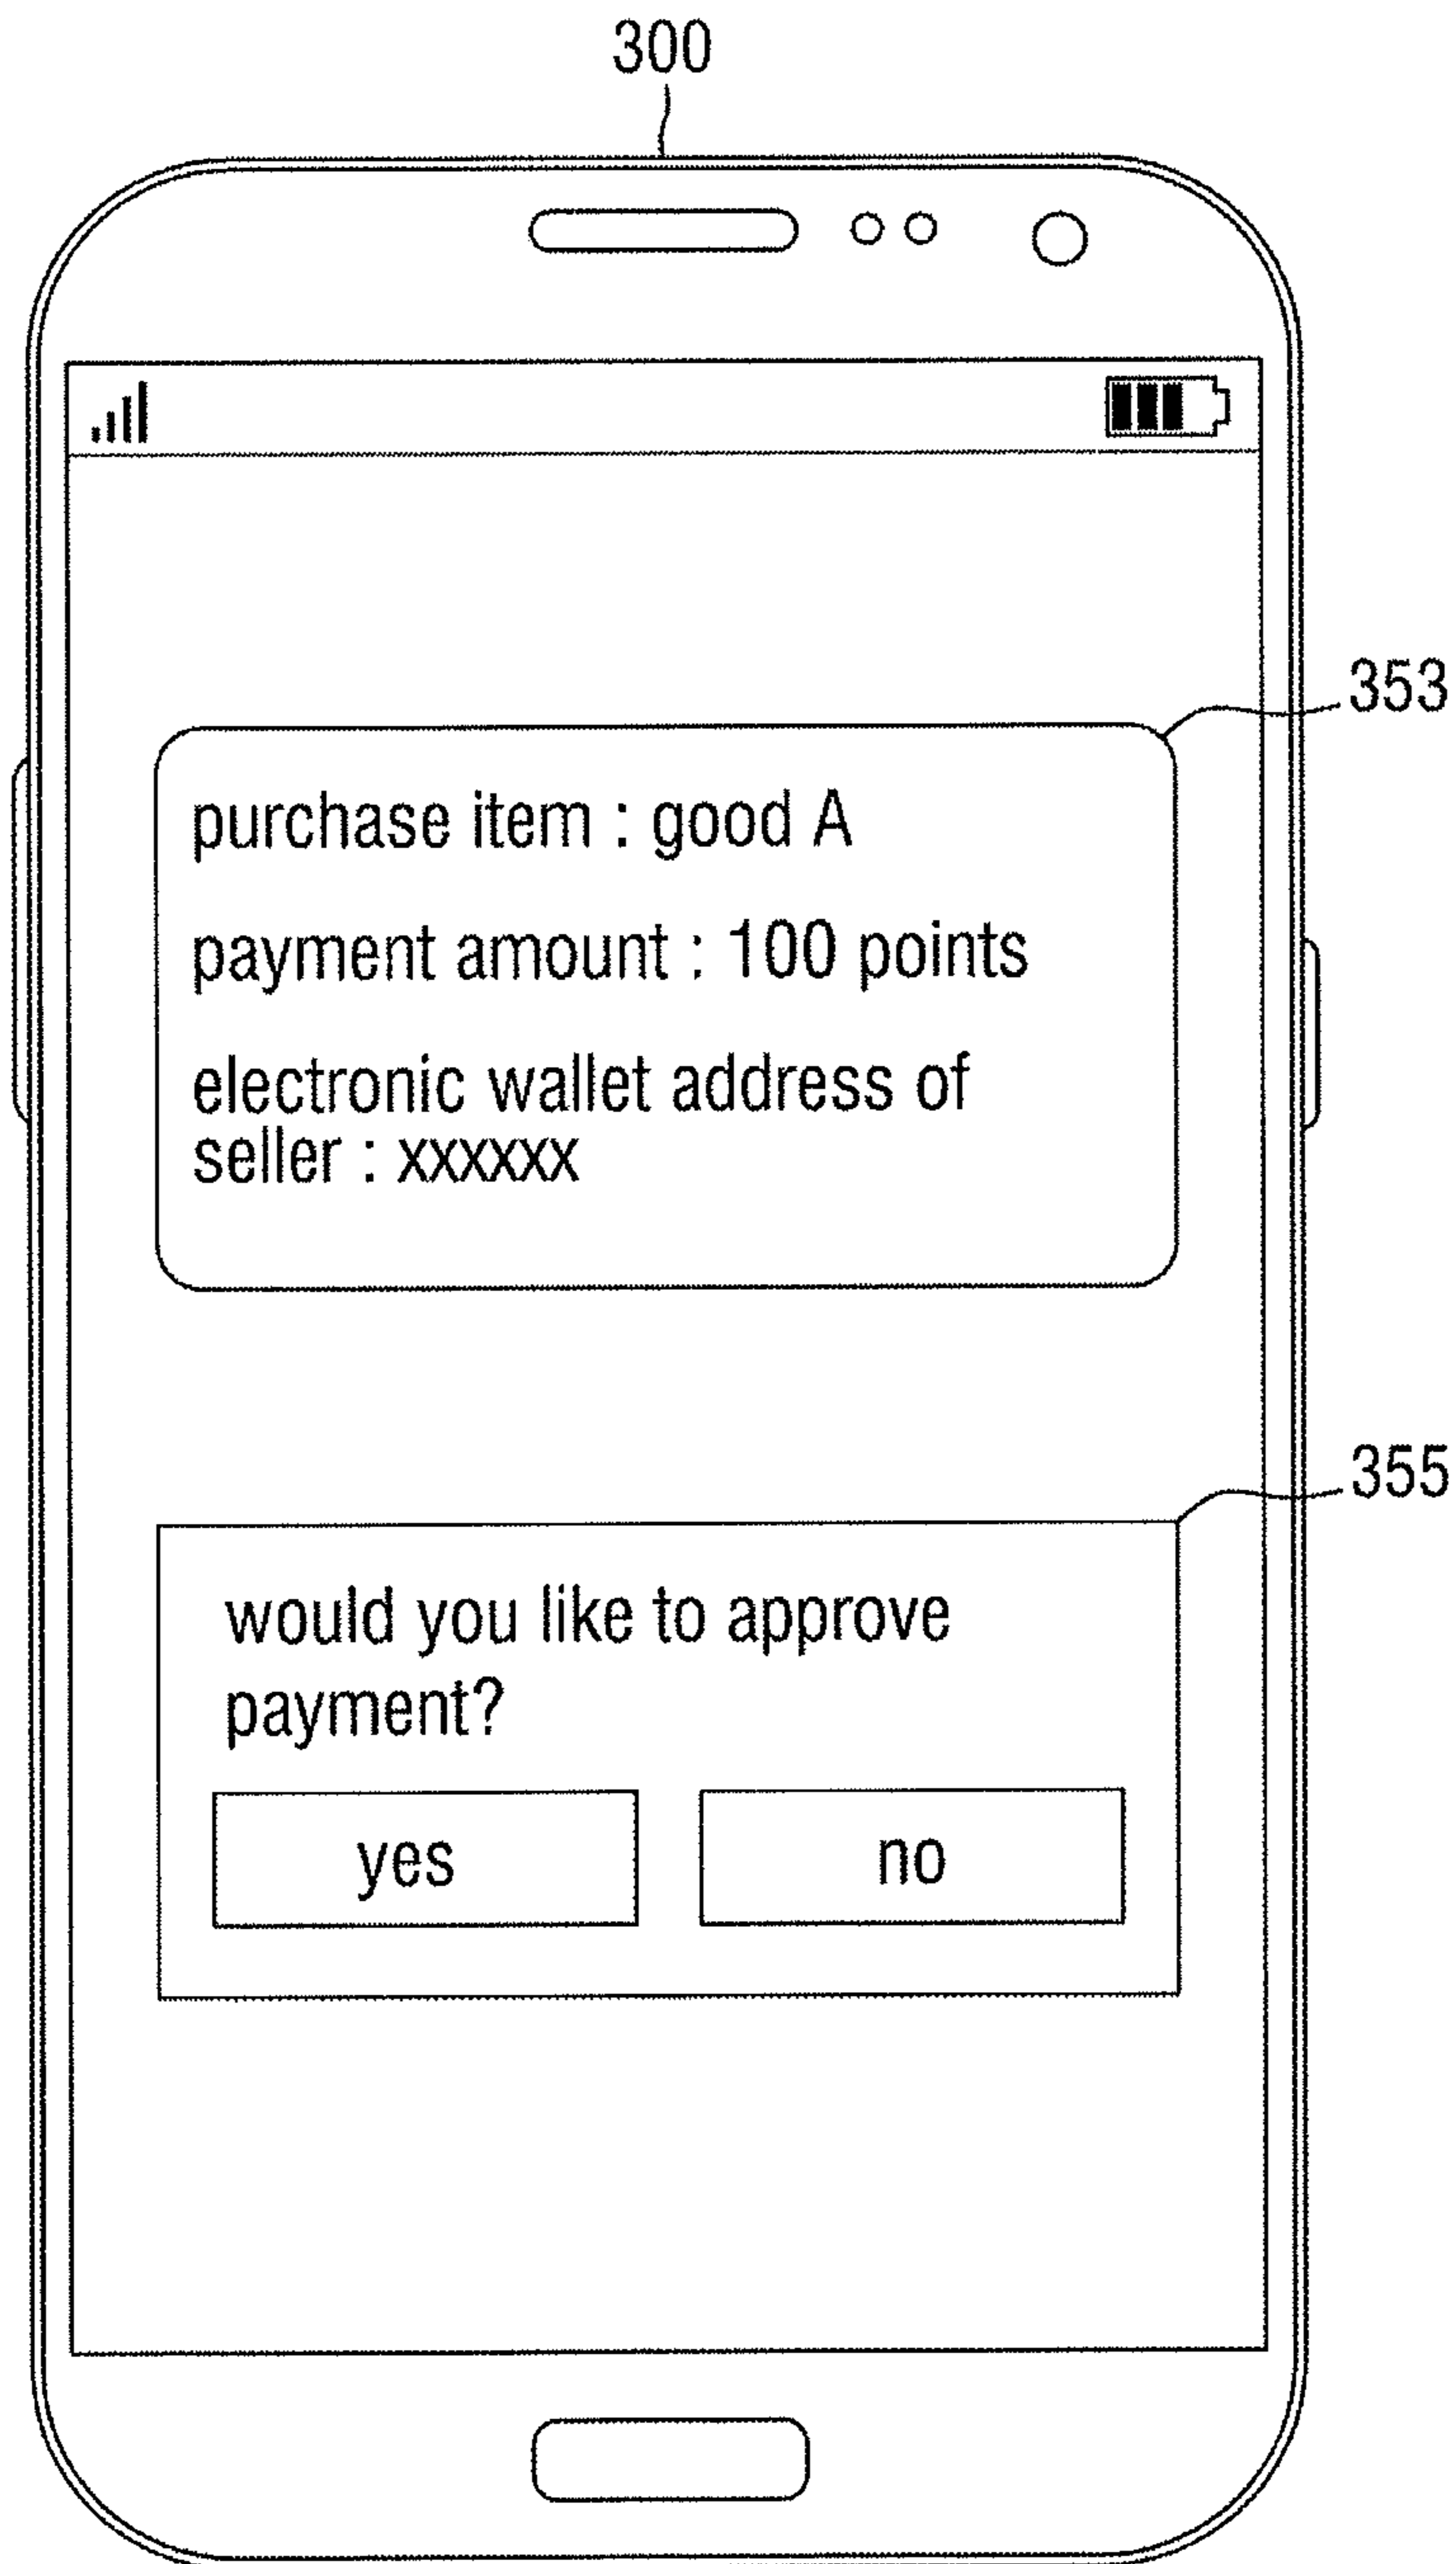 300
353
purchase item : good A
payment amount : 100 points
electronic wallet address of
seller : xxxxxx
355
would you like to approve
payment?
yes
no